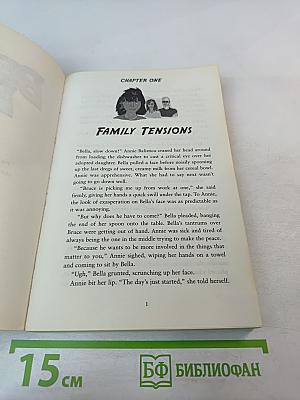 CHAPTER ONE
FAMILY TENSIONS
"Bella, slow down!" Annie Balistica craned her head around
from loading the dishwasher to cast a critical eye over her
adopted daughter. Bella pulled a face before noisily spooning
up the last dregs of sweet, creamy milk from her cereal bowl.
Annie was apprehensive. What she had to say next wasn't
going to go down well.
"Bruce is picking me up from work at one," she said
firmly, giving her hands a quick swill under the tap. To Annie,
the look of exasperation on Bella's face was as predictable as
it was annoying.
"But why does he have to come?" Bella pleaded, banging
the end of her spoon onto the table. Bella's tantrums over
Bruce were getting out of hand. Annie was sick and tired of
always being the one in the middle trying to make the peace.
"Because he wants to be more involved in the things that
matter to you," Annie sighed, wiping her hands on a towel
and coming to sit by Bella.
"Ugh," Bella grunted, scrunching up her face.
Annie bit her lip. "The day's just started," she told herself.
1
15 см
БФ БИБЛИОФАН